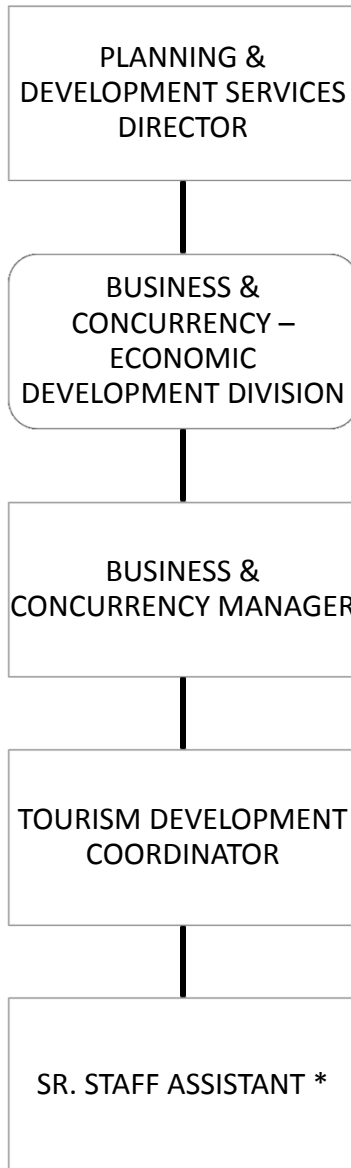 PLANNING &
DEVELOPMENT SERVICES
DIRECTOR
BUSINESS &
CONCURRENCY –
ECONOMIC
DEVELOPMENT DIVISION
BUSINESS &
CONCURRENCY MANAGER
TOURISM DEVELOPMENT
COORDINATOR
SR. STAFF ASSISTANT *